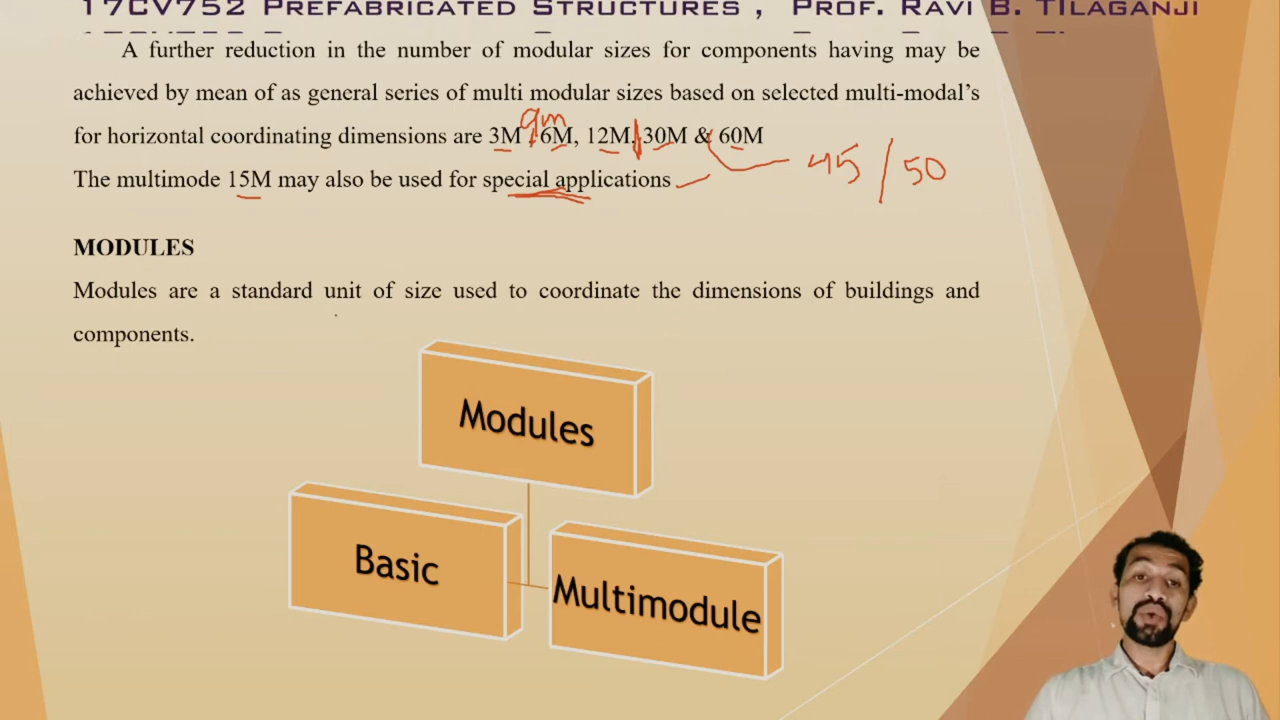 17CV752 PREFABRICATED STRUCTURES , PROF. RAVI B. TILAGANJI
A further reduction in the number of modular sizes for components having may be
achieved by mean of as general series of multi modular sizes based on selected multi-modal’s
9m
for horizontal coordinating dimensions are 3M , 6M, 12M. 30M & 60M
45 / 50
The multimode 15M may also be used for special applications
MODULES
Modules are a standard unit of size used to coordinate the dimensions of buildings and
components.
Modules
Basic
Multimodule